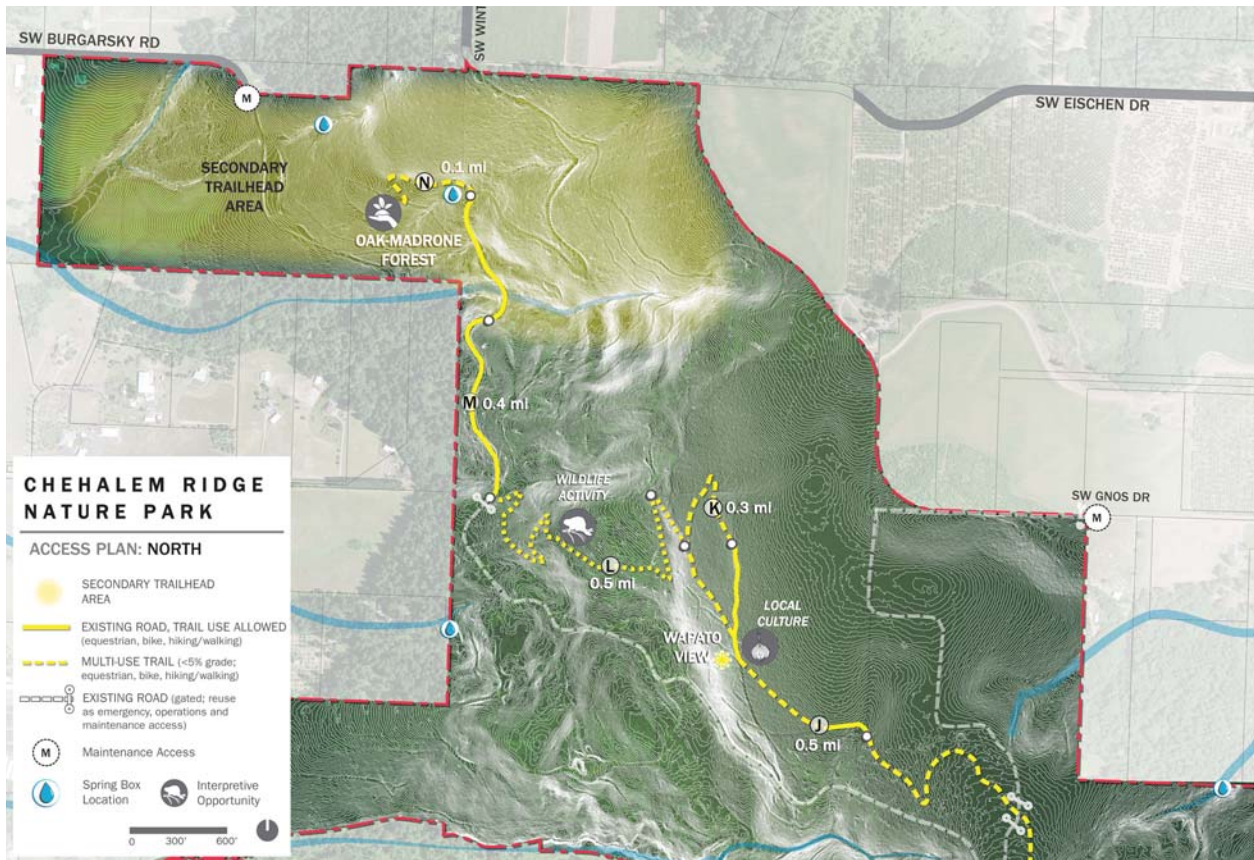 SW BURGARSKY RD
SW WINT
SW EISCHEN DR
M
SECONDARY
TRAILHEAD
AREA
N
0.1 mi
OAK-MADRONE
FOREST
M 0.4 mi
WILDLIFE
ACTIVITY
K 0.3 mi
SW GNOS DR
M
L
0.5 mi
LOCAL
CULTURE
WAPATO
VIEW
J
0.5 mi
CHEHALEM RIDGE
NATURE PARK
ACCESS PLAN: NORTH
SECONDARY TRAILHEAD
AREA
EXISTING ROAD, TRAIL USE ALLOWED
(equestrian, bike, hiking/walking)
MULTI-USE TRAIL (<5% grade;
equestrian, bike, hiking/walking)
EXISTING ROAD (gated; reuse
as emergency, operations and
maintenance access)
M Maintenance Access
Spring Box
Location
Interpretive
Opportunity
0 300' 600'